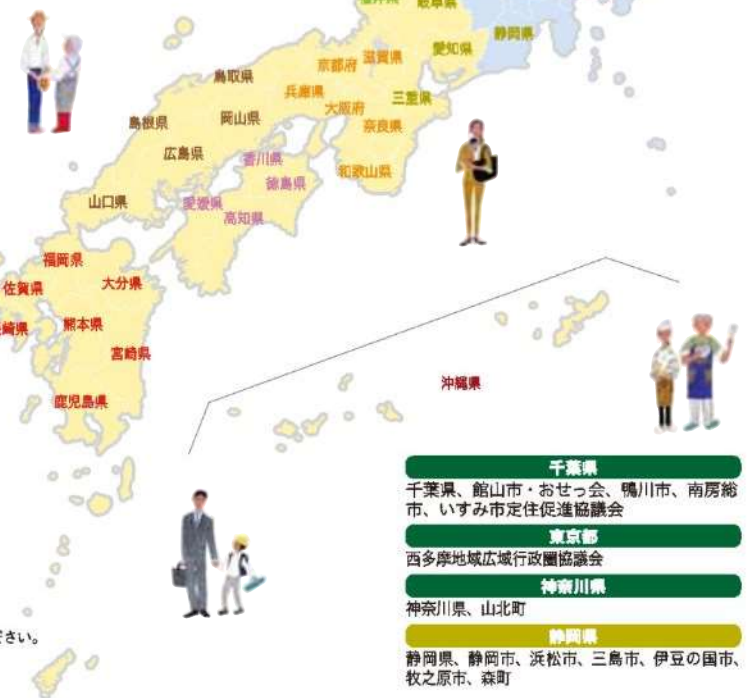 岐阜県
静岡県
愛知県
滋賀県
京都府
鳥取県
兵庫県
三重県
大阪府
島根県
岡山県
奈良県
広島県
香川県
和歌山県
徳島県
山口県
愛媛県
高知県
福岡県
佐賀県
大分県
崎県
熊本県
宮崎県
鹿児島県
沖縄県
千葉県
千葉県、館山市・おせっ会、鴨川市、南房総
市、いすみ市定住促進協議会
東京都
西多摩地域広域行政圏協議会
神奈川県
神奈川県、山北町
ださい。
静岡県
静岡県、静岡市、浜松市、三島市、伊豆の国市、
牧之原市、森町